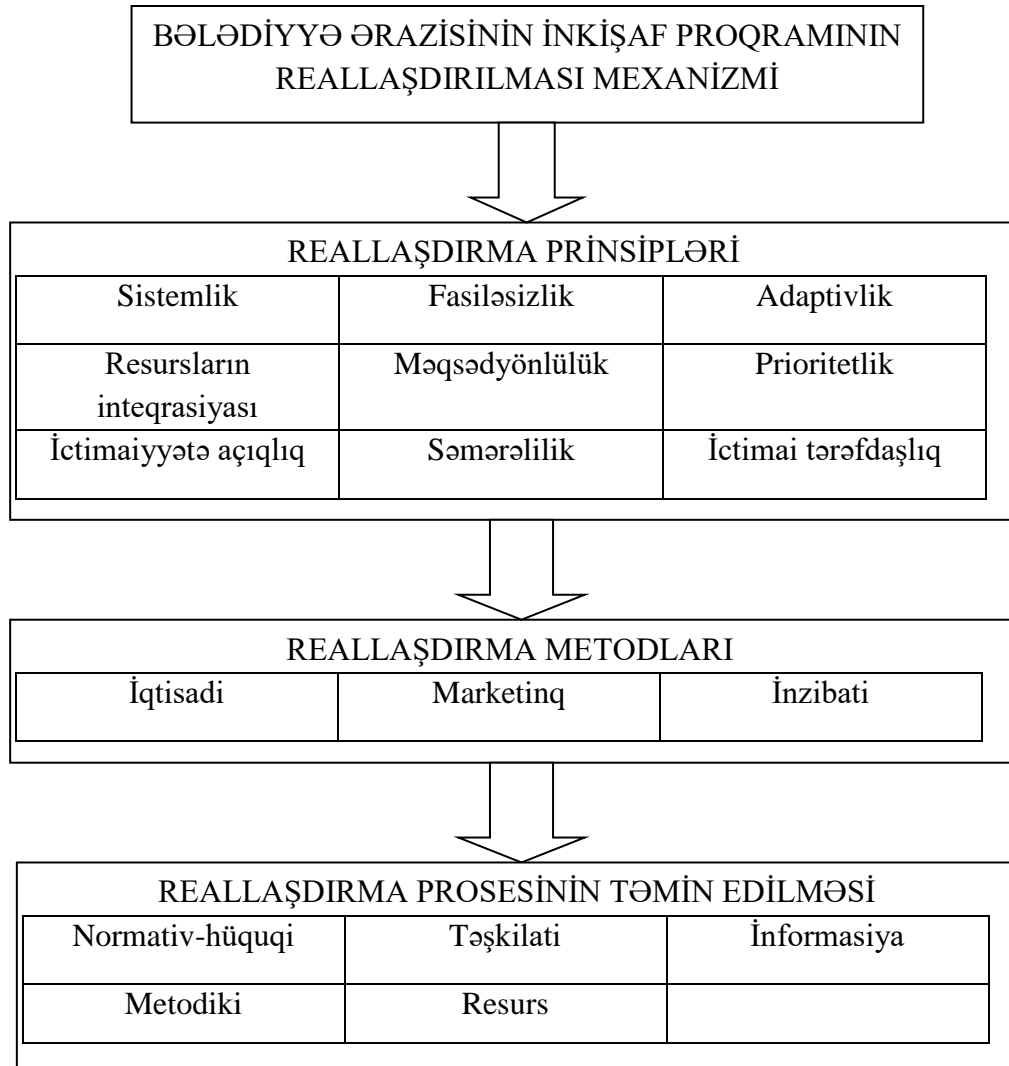 BƏLƏDİYYƏ ƏRAZİSİNİN İNKİŞAF PROQRAMININ
REALLAŞDIRILMASI MEXANİZMİ
REALLAŞDIRMA PRİNSİPLƏRİ
Sistemlik
Fasiləsizlik
Adaptivlik
Resursların
inteqrasiyası
Məqsədyönlülük
Prioritetlik
İctimaiyyətə açıqlıq
Səmərəlilik
İctimai tərəfdaşlıq
REALLAŞDIRMA METODLARI
İqtisadi
Marketinq
İnzibati
REALLAŞDIRMA PROSESİNİN TƏMİN EDİLMƏSİ
Normativ-hüquqi
Təşkilati
İnformasiya
Metodiki
Resurs